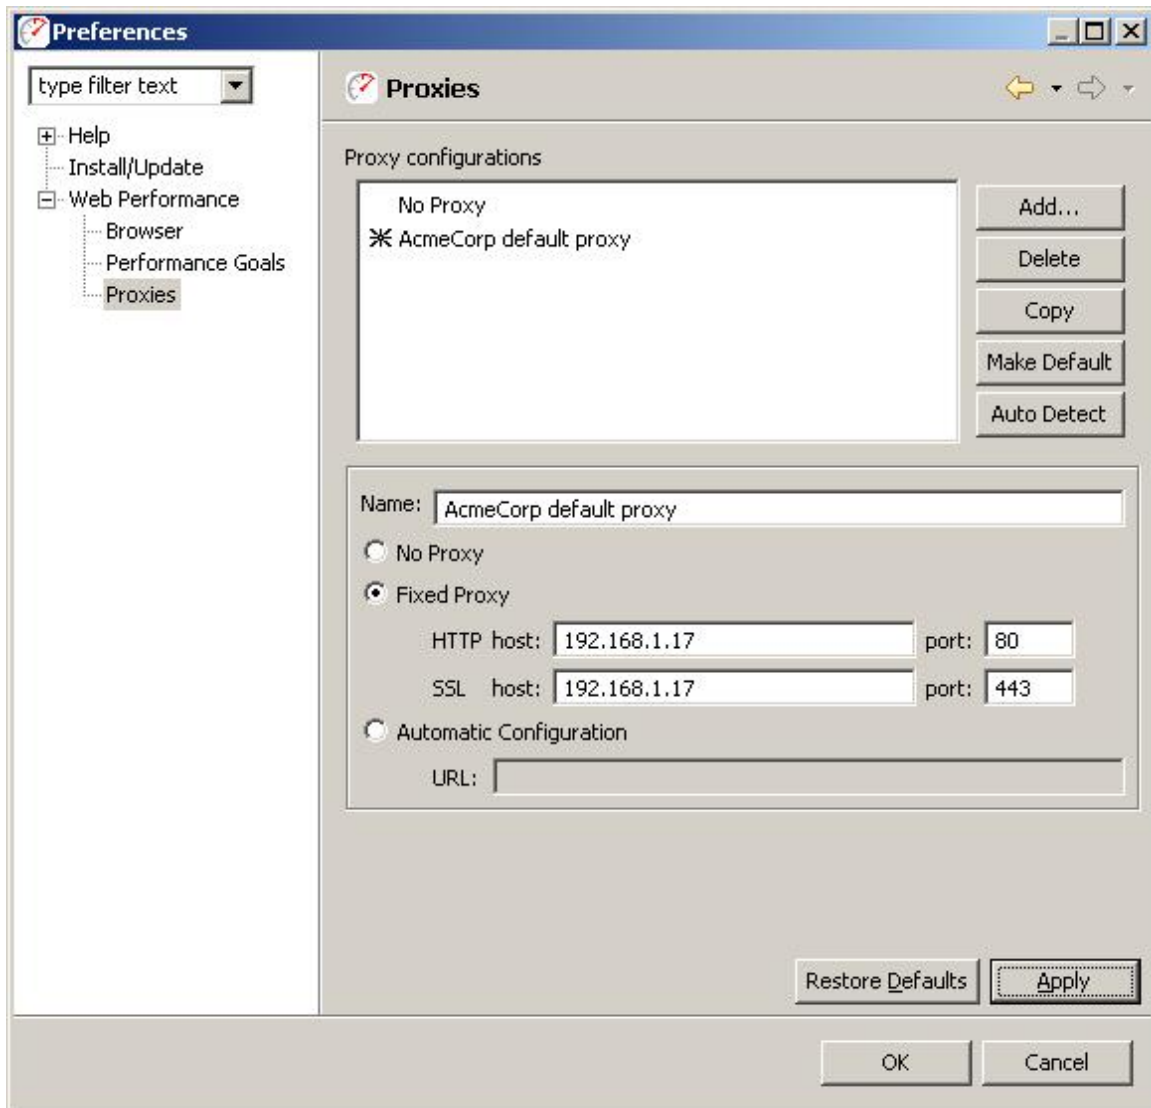 Preferences
type filter text
Help
Install/Update
Web Performance
Browser
Performance Goals
Proxies
Proxies
Proxy configurations
No Proxy
AcmeCorp default proxy
Add...
Delete
Copy
Make Default
Auto Detect
Name: AcmeCorp default proxy
No Proxy
Fixed Proxy
HTTP host: 192.168.1.17 port: 80
SSL host: 192.168.1.17 port: 443
Automatic Configuration
URL:
Restore Defaults Apply
OK Cancel